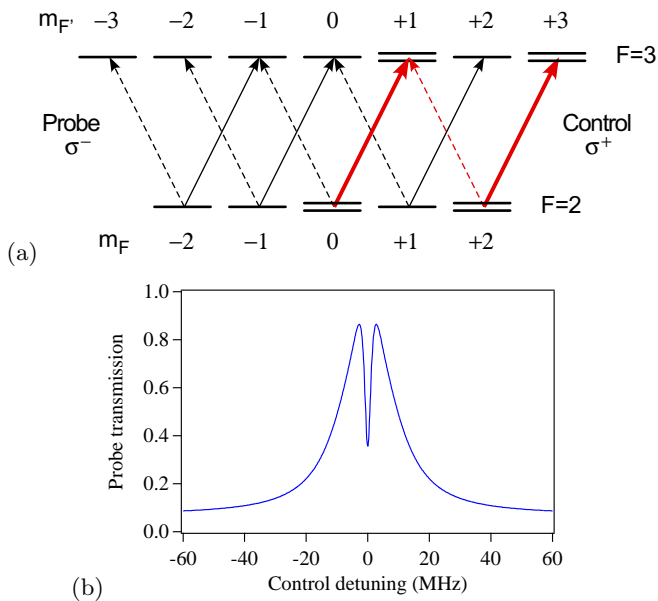 mF' −3 −2 −1 0 +1 +2 +3
F=3
Probe Control
σ− σ+
F=2
mF −2 −1 0 +1 +2
(a)
1.0
0.8
0.6
0.4
0.2
0.0
Probe transmission
-60 -40 -20 0 20 40 60
Control detuning (MHz)
(b)